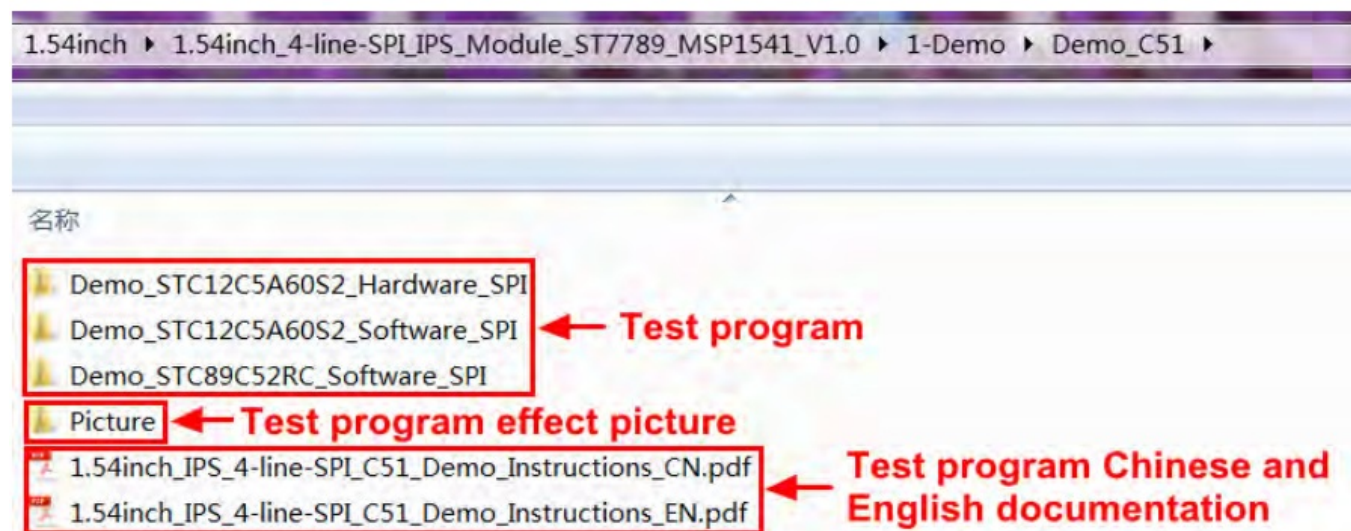 1.54inch ▸ 1.54inch_4-line-SPI_IPS_Module_ST7789_MSP1541_V1.0 ▸ 1-Demo ▸ Demo_C51 ▸
名称
Demo_STC12C5A60S2_Hardware_SPI
Demo_STC12C5A60S2_Software_SPI
Test program
Demo_STC89C52RC_Software_SPI
Picture
Test program effect picture
1.54inch_IPS_4-line-SPI_C51_Demo_Instructions_CN.pdf
1.54inch_IPS_4-line-SPI_C51_Demo_Instructions_EN.pdf
Test program Chinese and
English documentation